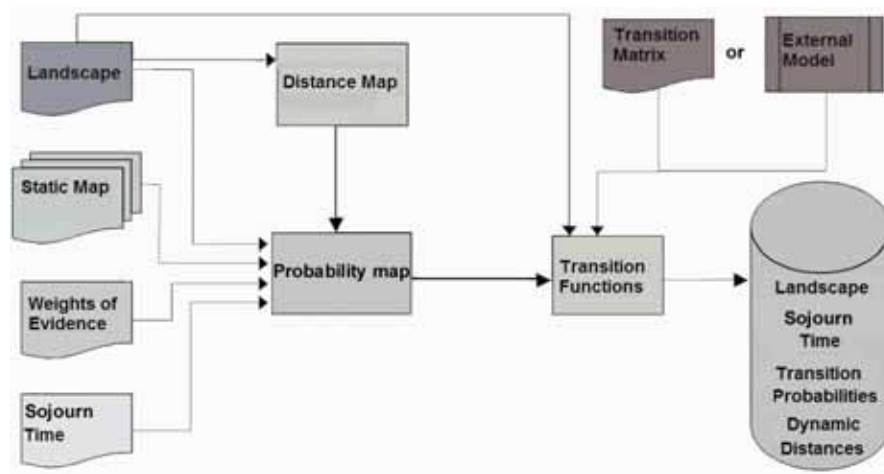 Landscape
Distance Map
Transition
Matrix
or
External
Model
Static Map
Probability map
Transition
Functions
Weights of
Evidence
Sojourn
Time
Landscape
Sojourn
Time
Transition
Probabilities
Dynamic
Distances